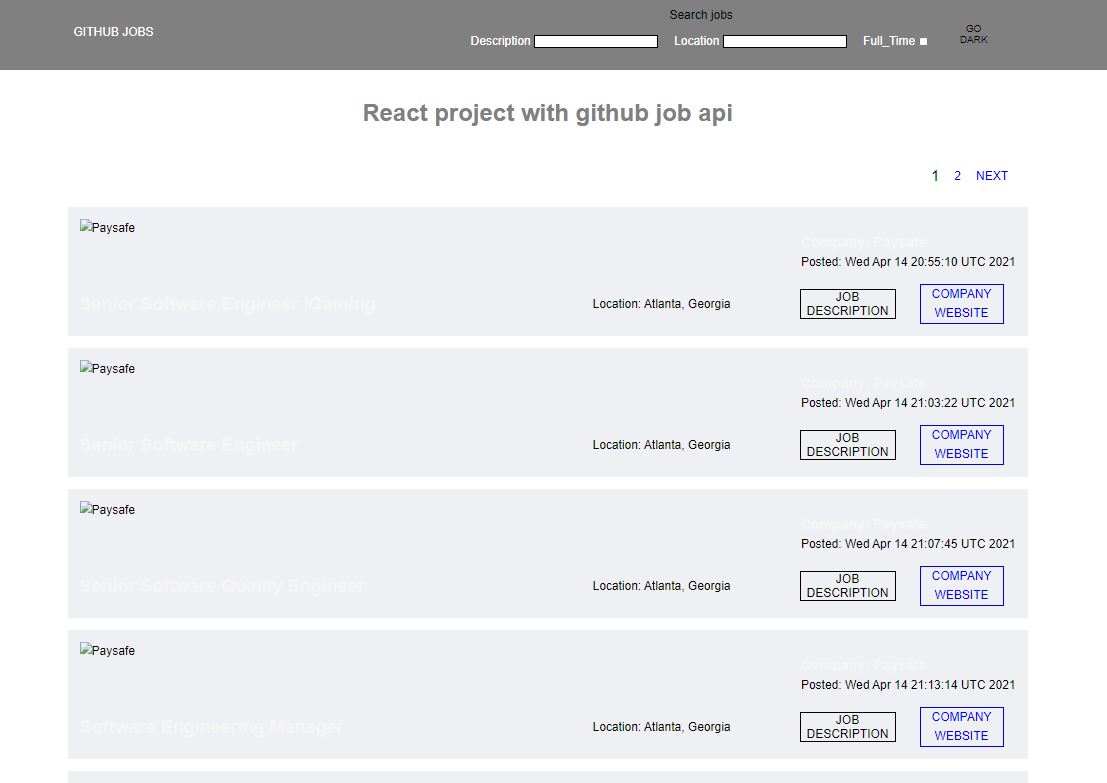 GITHUB JOBS
Search jobs
Description Location Full_Time
GO
DARK
React project with github job api
1 2 NEXT
Paysafe
Company: Paysafe
Posted: Wed Apr 14 20:55:10 UTC 2021
Senior Software Engineer iGaming
Location: Atlanta, Georgia
JOB
DESCRIPTION
COMPANY
WEBSITE
Paysafe
Company: Paysafe
Posted: Wed Apr 14 21:03:22 UTC 2021
Senior Software Engineer
Location: Atlanta, Georgia
JOB
DESCRIPTION
COMPANY
WEBSITE
Paysafe
Company: Paysafe
Posted: Wed Apr 14 21:07:45 UTC 2021
Senior Software Quality Engineer
Location: Atlanta, Georgia
JOB
DESCRIPTION
COMPANY
WEBSITE
Paysafe
Company: Paysafe
Posted: Wed Apr 14 21:13:14 UTC 2021
Software Engineering Manager
Location: Atlanta, Georgia
JOB
DESCRIPTION
COMPANY
WEBSITE